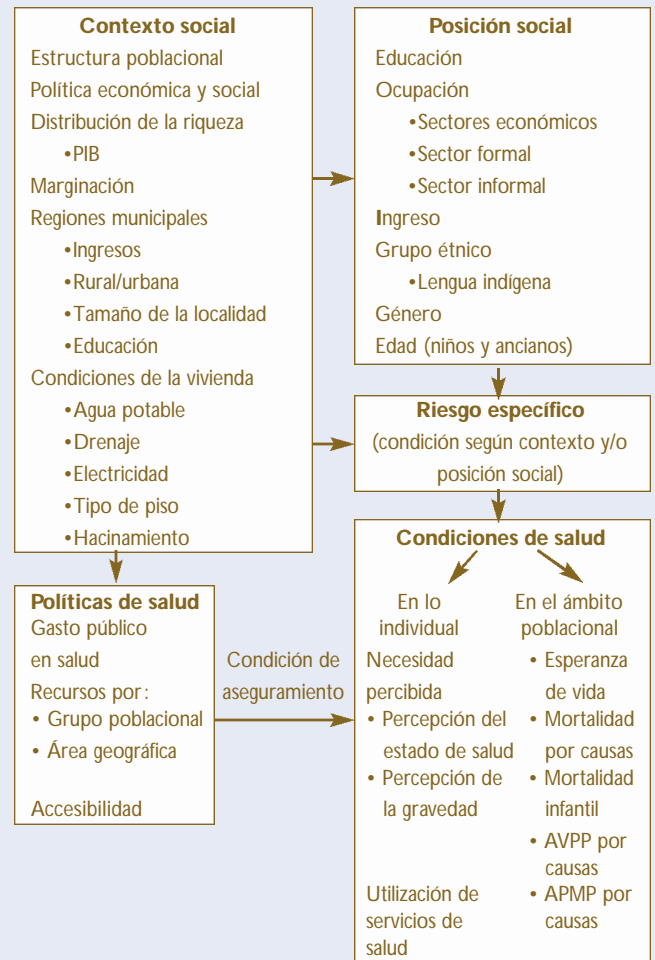 Contexto social
Estructura poblacional
Política económica y social
Distribución de la riqueza
•PIB
Marginación
Regiones municipales
•Ingresos
•Rural/urbana
•Tamaño de la localidad
•Educación
Condiciones de la vivienda
•Agua potable
•Drenaje
•Electricidad
•Tipo de piso
•Hacinamiento
Posición social
Educación
Ocupación
•Sectores económicos
•Sector formal
•Sector informal
Ingreso
Grupo étnico
•Lengua indígena
Género
Edad (niños y ancianos)
Riesgo específico
(condición según contexto y/o
posición social)
Políticas de salud
Gasto público
en salud
Recursos por:
• Grupo poblacional
• Área geográfica
Accesibilidad
Condición de
aseguramiento
Condiciones de salud
En lo
individual
Necesidad
percibida
• Percepción del
estado de salud
• Percepción de
la gravedad
Utilización de
servicios de
salud
En el ámbito
poblacional
• Esperanza
de vida
• Mortalidad
por causas
• Mortalidad
infantil
• AVPP por
causas
• APMP por
causas